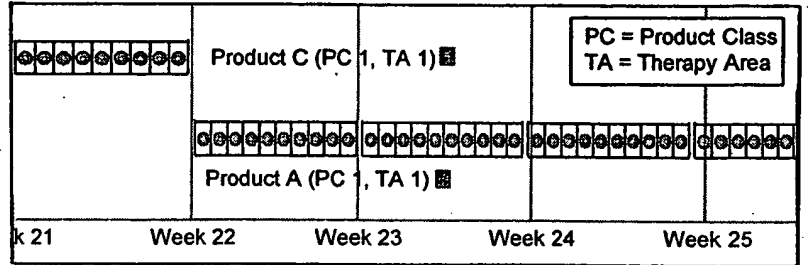 Product C (PC 1, TA 1)
PC = Product Class
TA = Therapy Area
Product A (PC 1, TA 1)
k 21 Week 22 Week 23 Week 24 Week 25